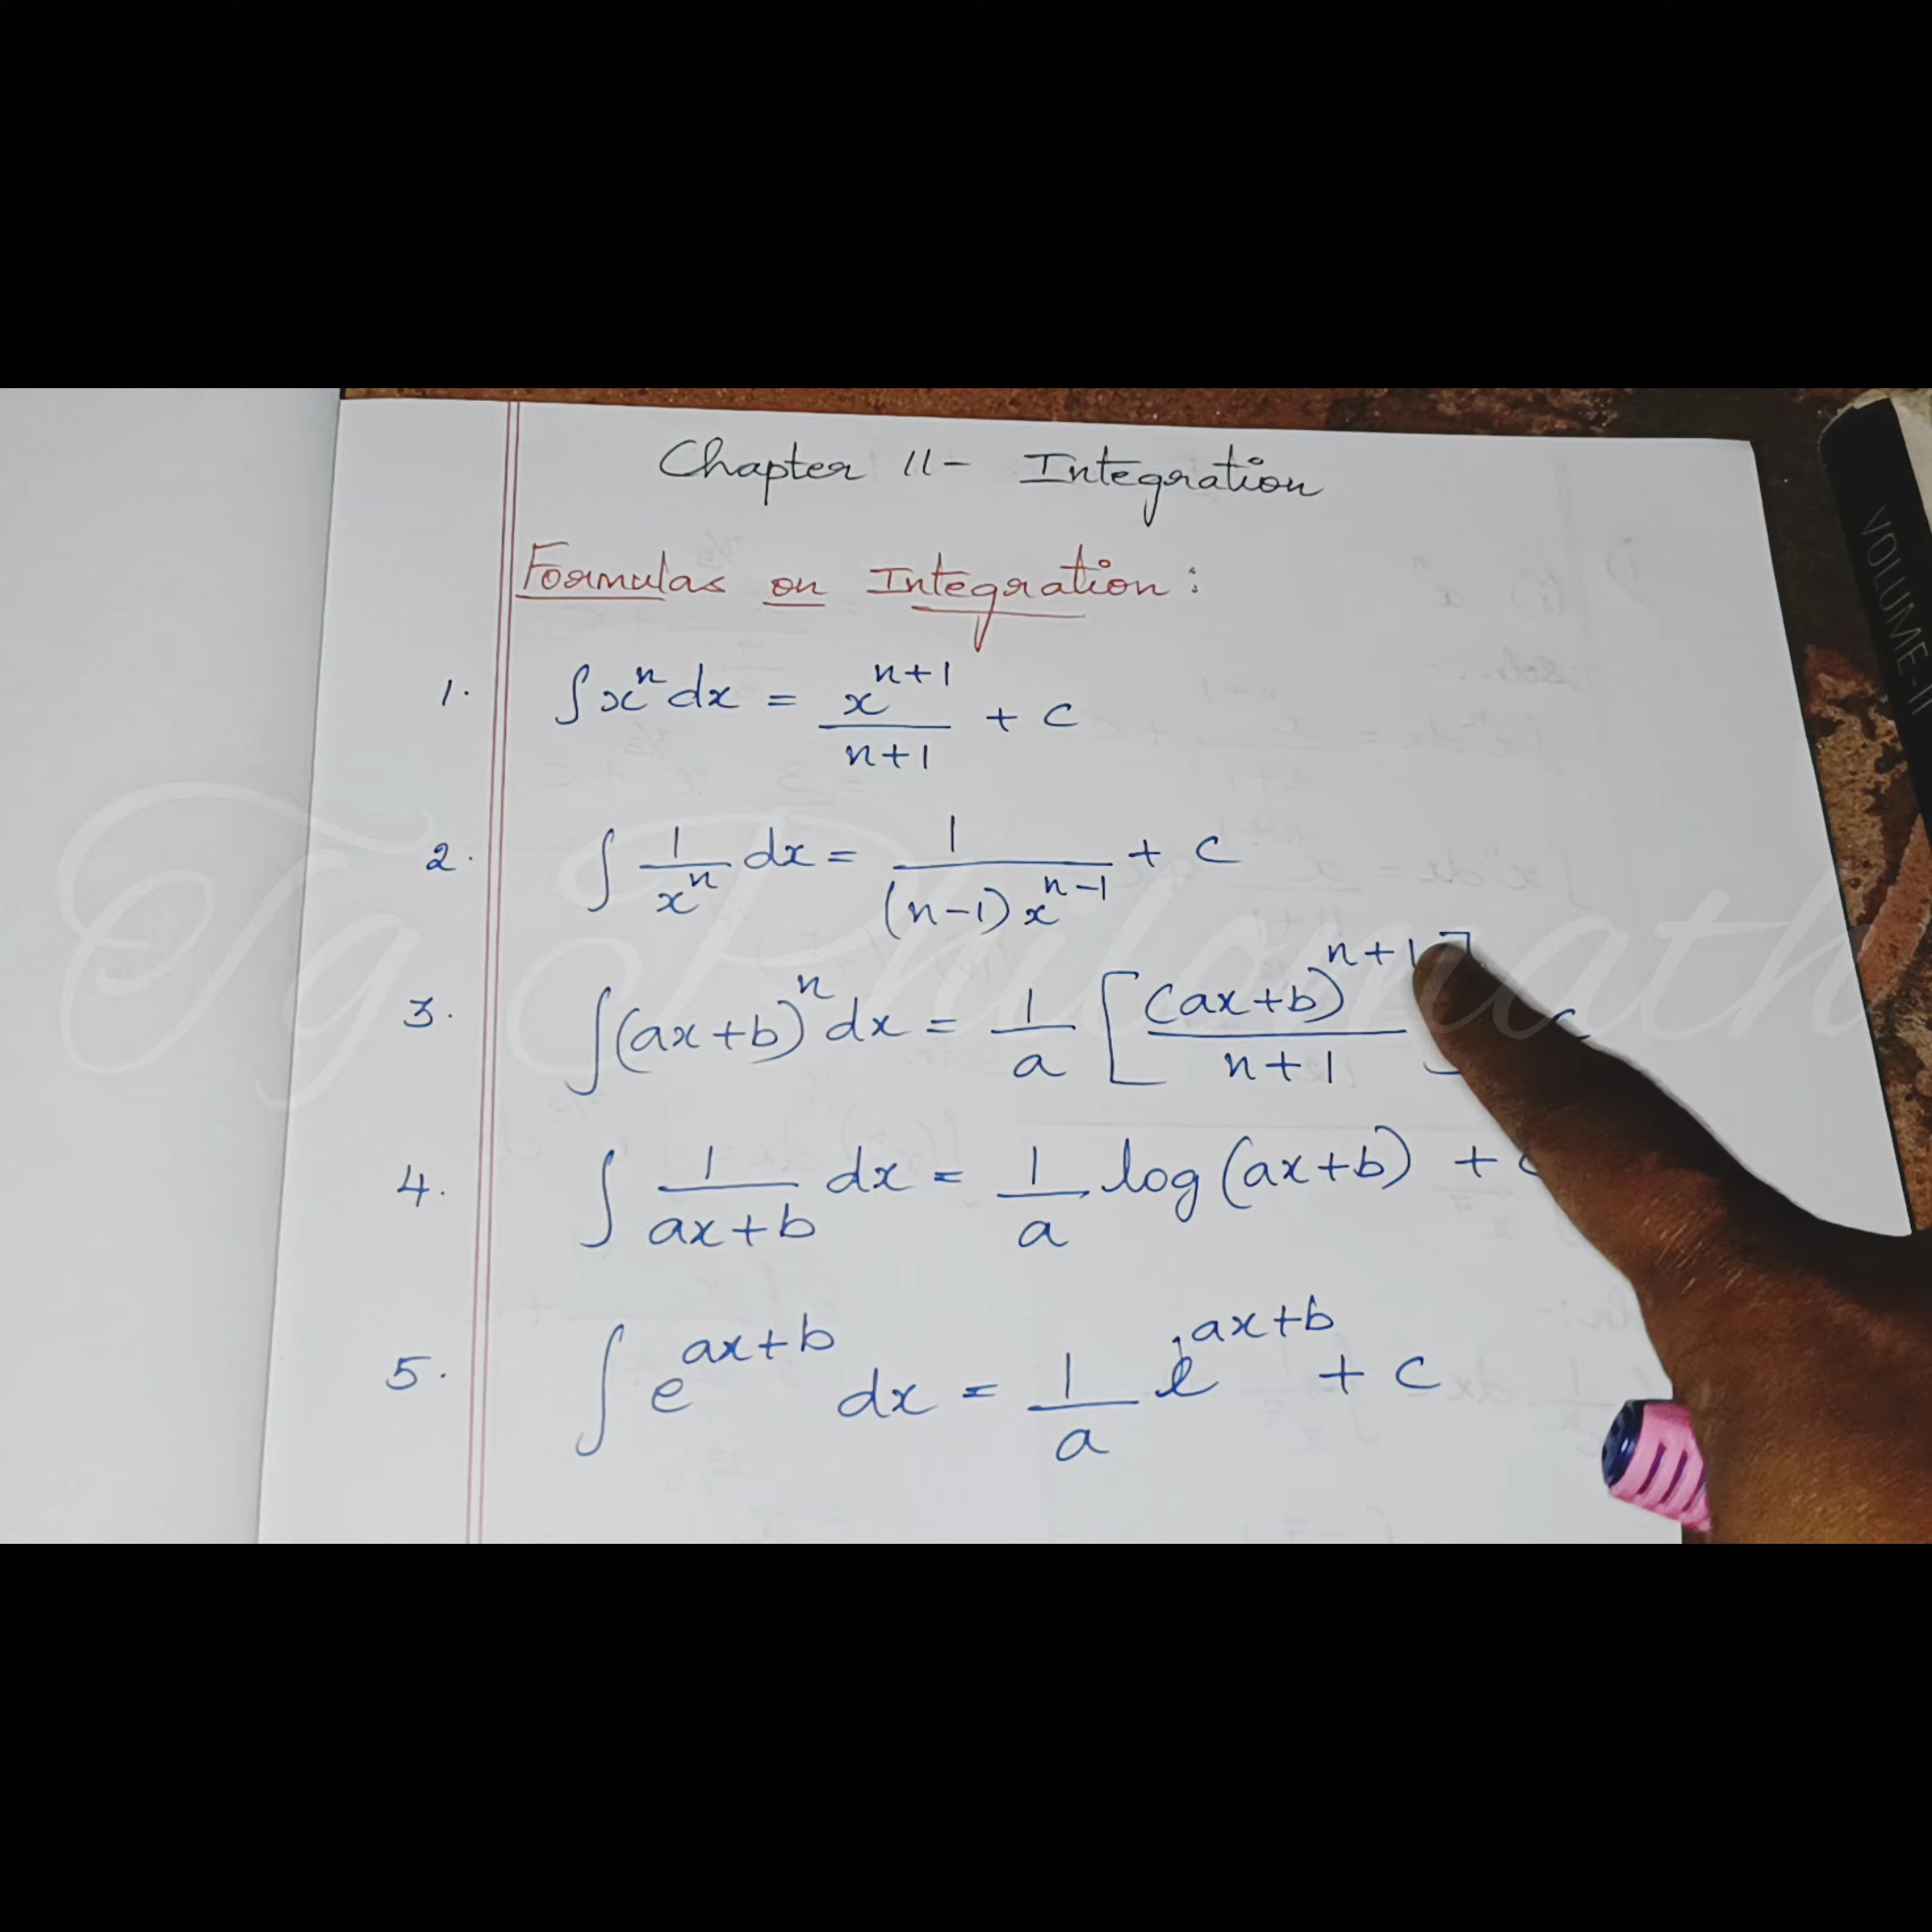 Chapter 11 - Integration
Formulas on Integration :
1. ∫xⁿ dx = xⁿ⁺¹/(n+1) + c
2. ∫ 1/xⁿ dx = 1/((n-1) xⁿ⁻¹) + c
3. ∫(ax+b)ⁿ dx = 1/a [(ax+b)ⁿ⁺¹/(n+1)] c
4. ∫ 1/(ax+b) dx = 1/a log (ax+b) + c
5. ∫ e^(ax+b) dx = 1/a e^(ax+b) + c
VOLUME-II
Tg Philomath